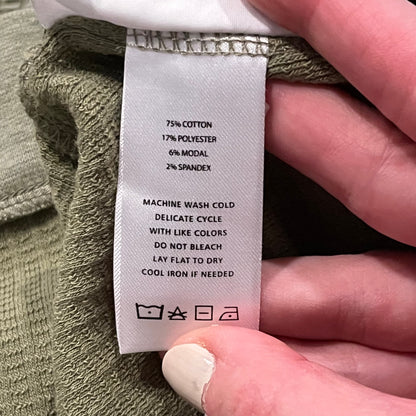 75% COTTON
17% POLYESTER
6% MODAL
2% SPANDEX
MACHINE WASH COLD
DELICATE CYCLE
WITH LIKE COLORS
DO NOT BLEACH
LAY FLAT TO DRY
COOL IRON IF NEEDED